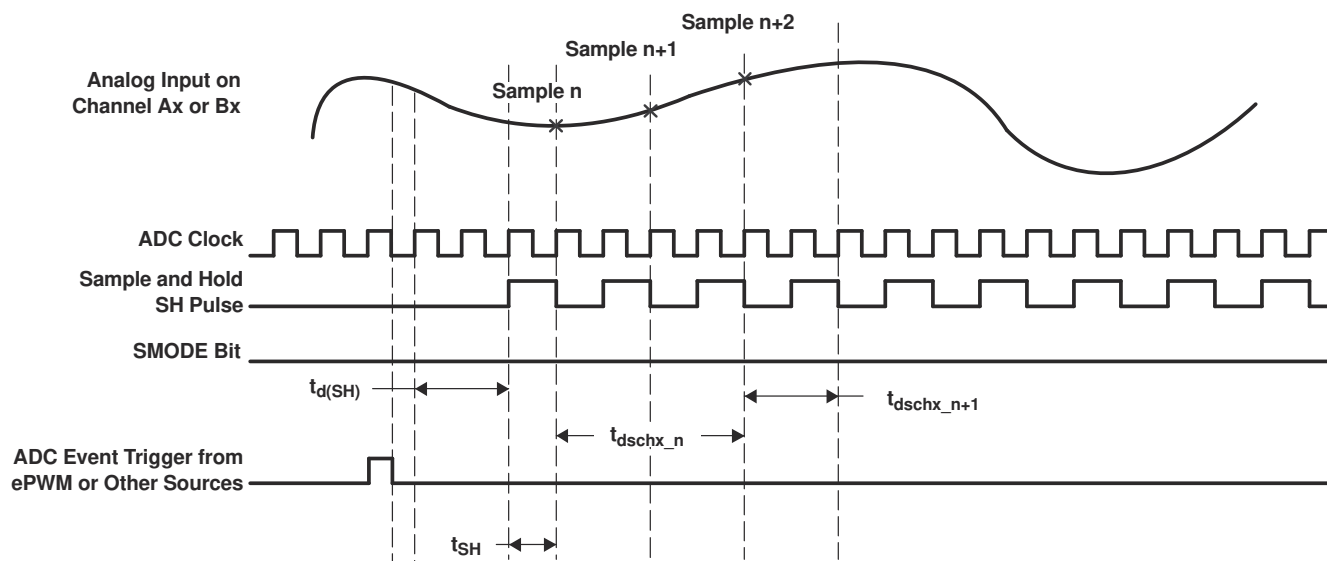 Sample n+2
Sample n+1
Analog Input on
Channel Ax or Bx
Sample n
ADC Clock
Sample and Hold
SH Pulse
SMODE Bit
td(SH)
tdschx_n+1
tdschx_n
ADC Event Trigger from
ePWM or Other Sources
tSH